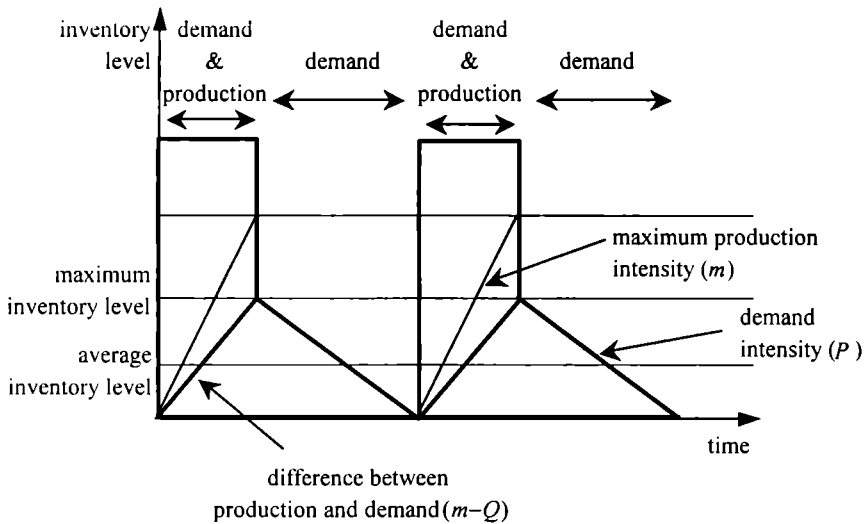 inventory
level
demand
&
production
demand
demand
&
production
demand
maximum production
intensity (m)
maximum
inventory level
demand
intensity (P )
average
inventory level
time
difference between
production and demand (m–Q)